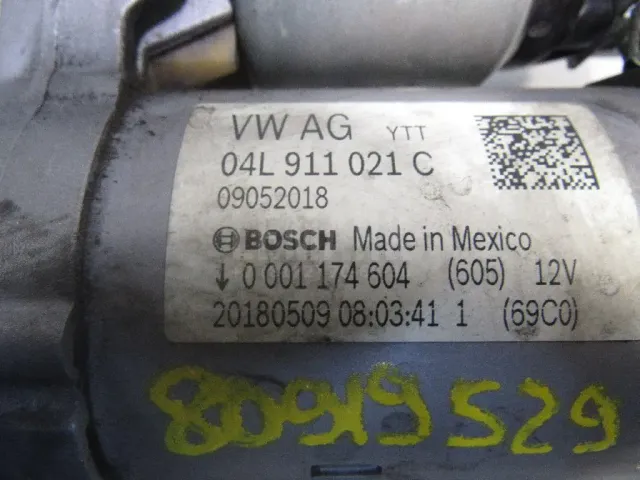 VW AG YTT
04L 911 021 C
09052018
BOSCH Made in Mexico
↓ 0 001 174 604 (605) 12V
20180509 08:03:41 1 (69C0)
80919529